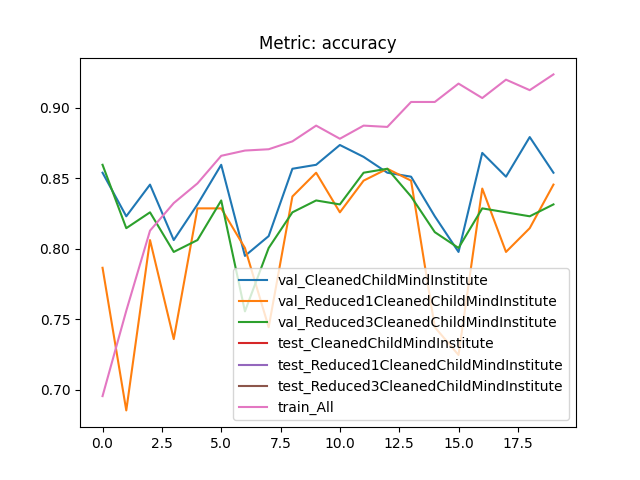 Metric: accuracy
0.90
0.85
0.80
0.75
0.70
val_CleanedChildMindInstitute
val_Reduced1CleanedChildMindInstitute
val_Reduced3CleanedChildMindInstitute
test_CleanedChildMindInstitute
test_Reduced1CleanedChildMindInstitute
test_Reduced3CleanedChildMindInstitute
train_All
0.0 2.5 5.0 7.5 10.0 12.5 15.0 17.5